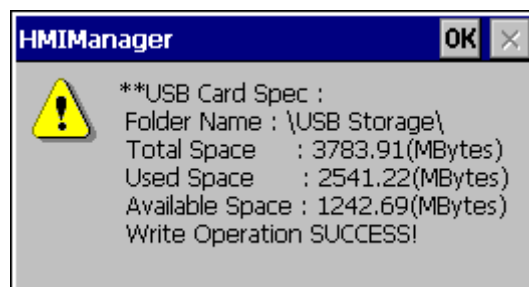 HMIManager OK
**USB Card Spec :
Folder Name : \USB Storage\
Total Space : 3783.91(MBytes)
Used Space : 2541.22(MBytes)
Available Space : 1242.69(MBytes)
Write Operation SUCCESS!